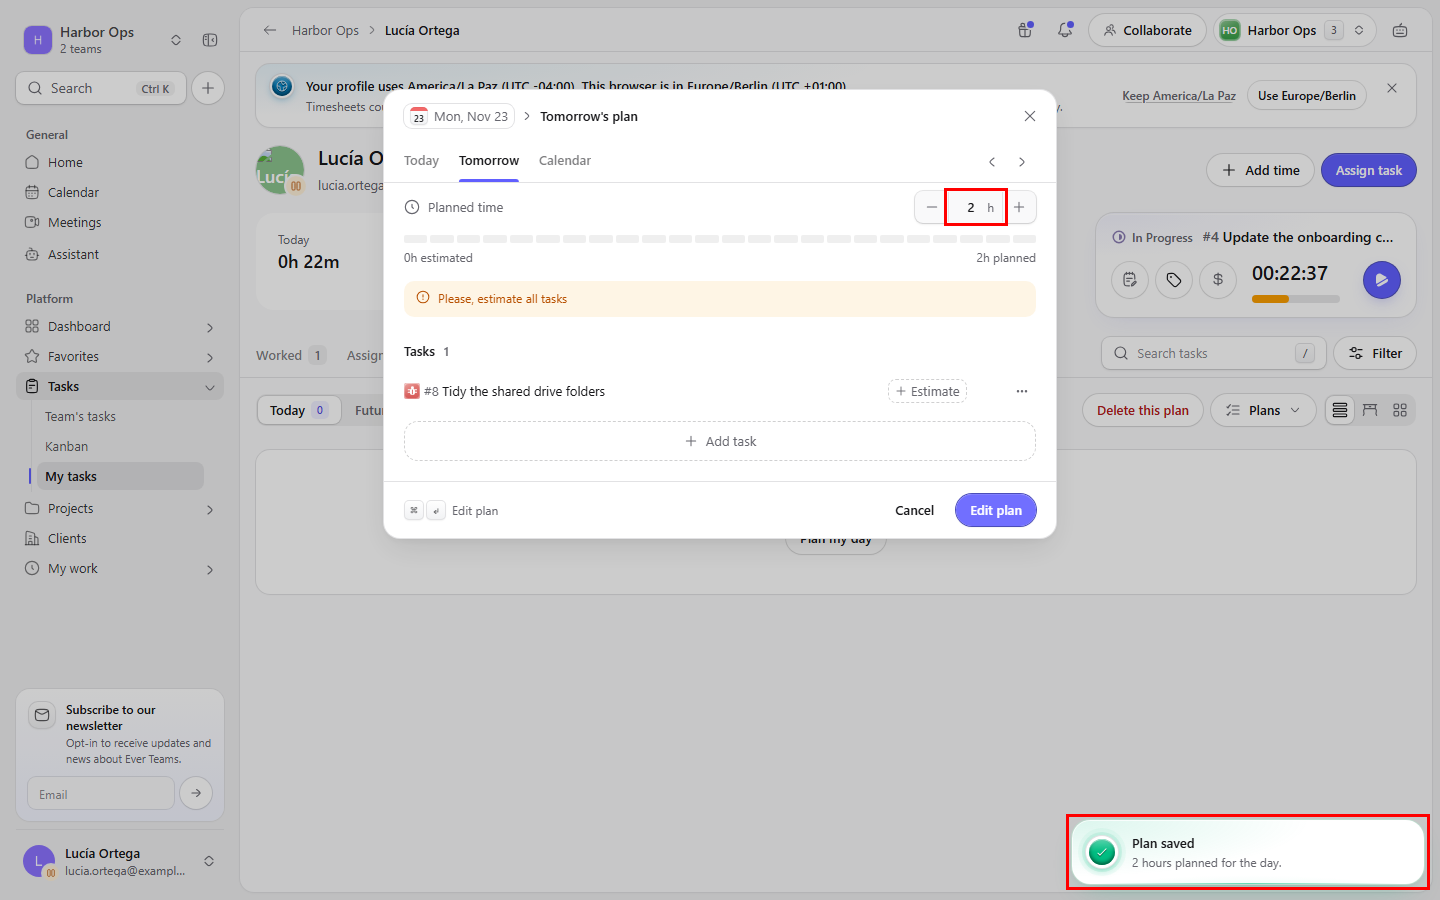 H
Harbor Ops
2 teams
Search
Ctrl K
General
Home
Calendar
Meetings
Assistant
Platform
Dashboard
Favorites
Tasks
Team's tasks
Kanban
My tasks
Projects
Clients
My work
Subscribe to our
newsletter
Opt-in to receive updates and
news about Ever Teams.
Email
L
Lucía Ortega
lucia.ortega@exampl...
Harbor Ops
Lucía Ortega
Collaborate
HO
Harbor Ops
3
Your profile uses America/La Paz (UTC -04:00). This browser is in Europe/Berlin (UTC +01:00)
Timesheets
Keep America/La Paz
Use Europe/Berlin
Lucía O
lucia.ortega
Add time
Assign task
Today
0h 22m
In Progress
#4 Update the onboarding c...
$
00:22:37
Worked
1
Assign
Search tasks
/
Filter
Today
0
Futur
Delete this plan
Plans
Plan my day
23
Mon, Nov 23
Tomorrow's plan
Today
Tomorrow
Calendar
Planned time
2
h
0h estimated
2h planned
Please, estimate all tasks
Tasks 1
#8 Tidy the shared drive folders
+ Estimate
Add task
⌘
Edit plan
Cancel
Edit plan
Plan saved
2 hours planned for the day.